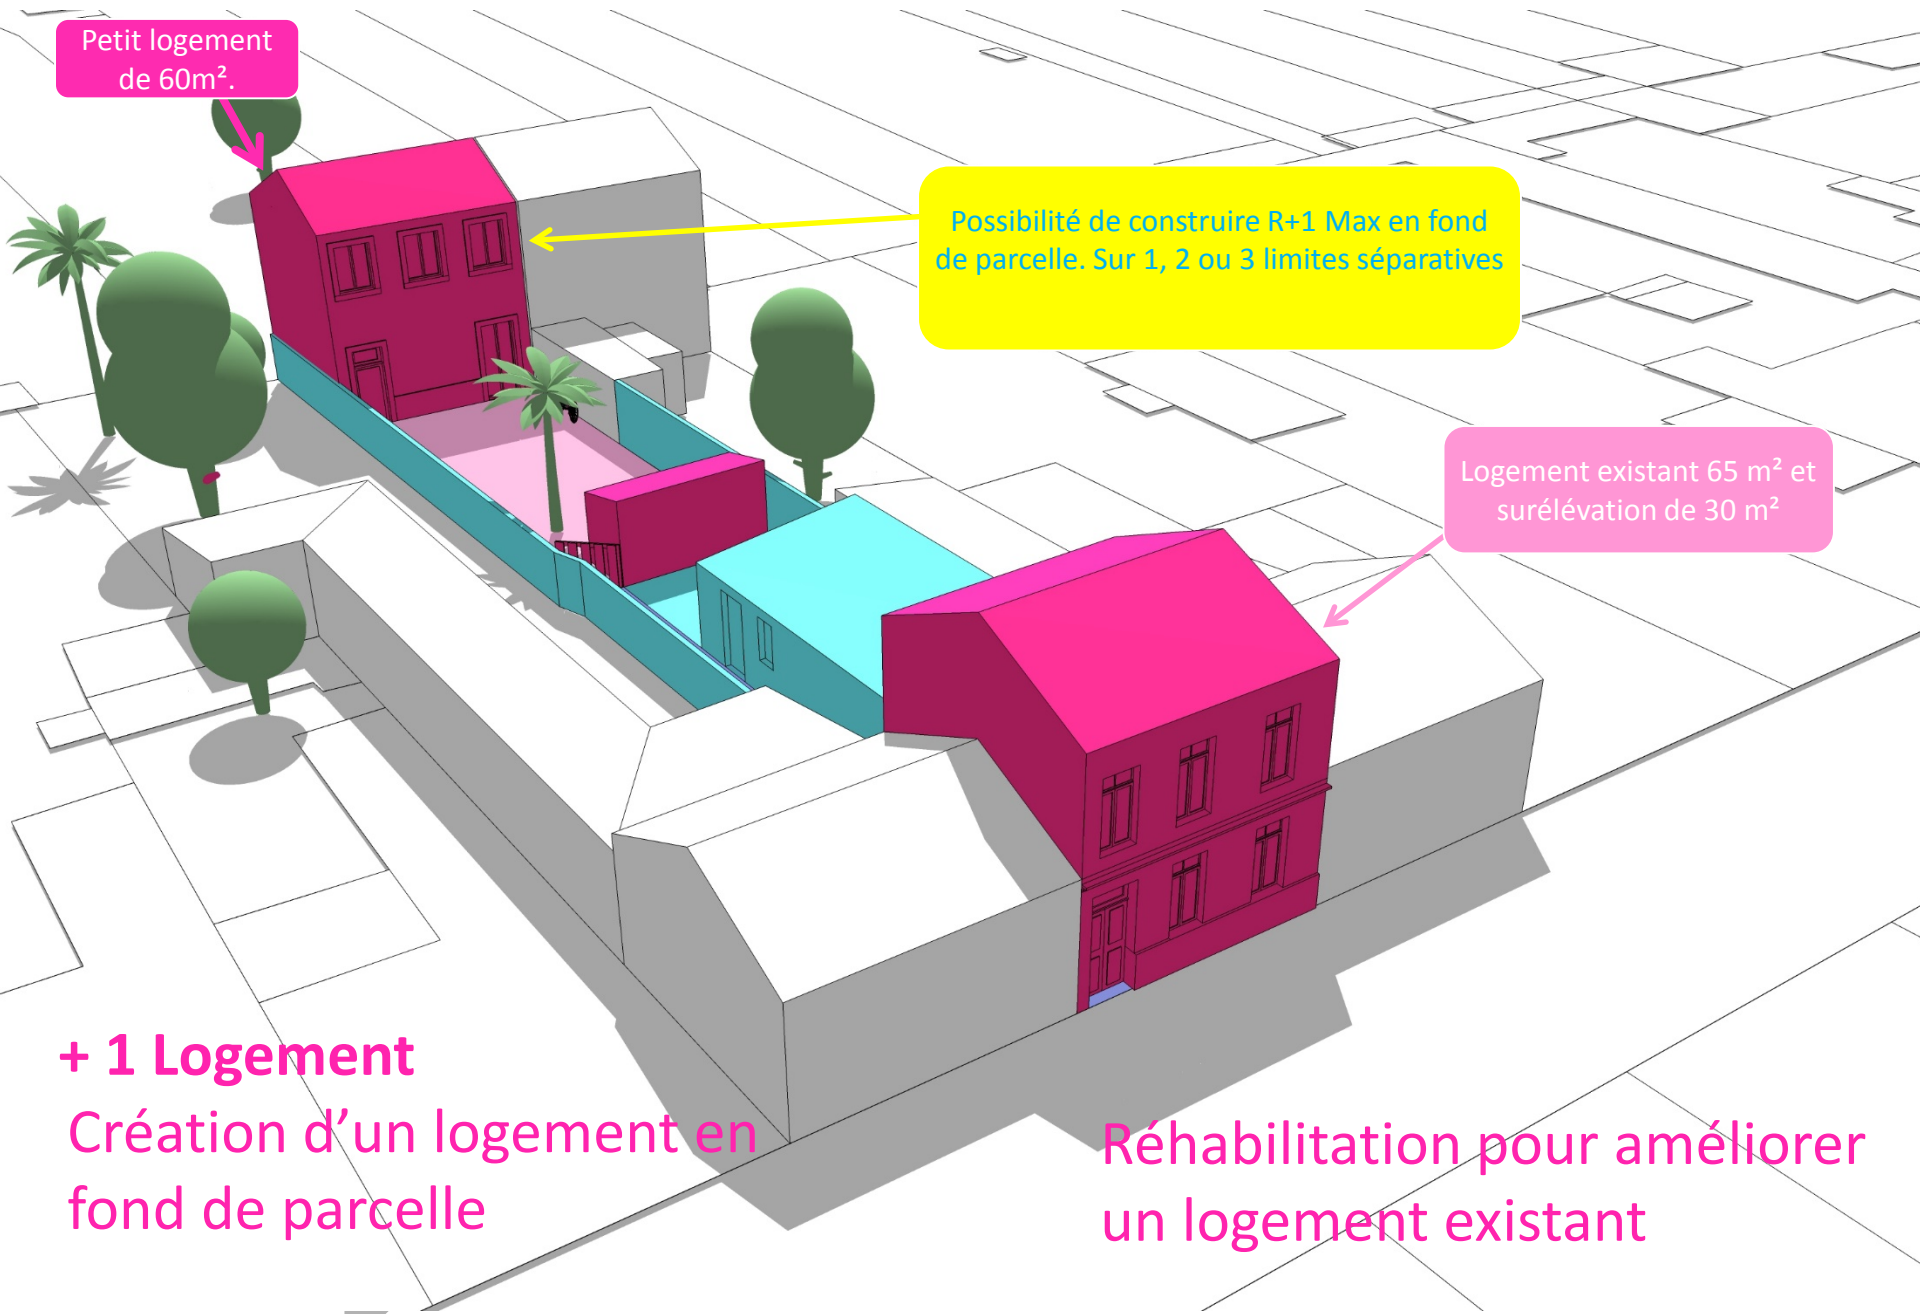 Petit logement
de 60m².
Possibilité de construire R+1 Max en fond
de parcelle. Sur 1, 2 ou 3 limites séparatives
Logement existant 65 m² et
surélévation de 30 m²
+ 1 Logement
Création d’un logement en
fond de parcelle
Réhabilitation pour améliorer
un logement existant